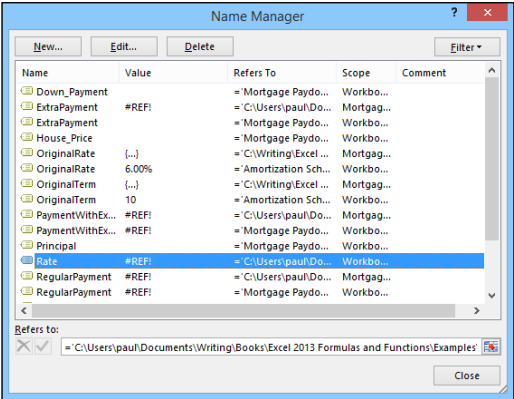 Name Manager ? ×
New... Edit... Delete Filter
Name Value Refers To Scope Comment
Down_Payment ='Mortgage Paydo... Workbo...
ExtraPayment #REF! ='C:\Users\paul\Do... Mortgag...
ExtraPayment ='Mortgage Paydo... Workbo...
House_Price ='Mortgage Paydo... Workbo...
OriginalRate {...} ='C:\Writing\Excel ... Mortgag...
OriginalRate 6.00% ='Amortization Sch... Workbo...
OriginalTerm {...} ='C:\Writing\Excel ... Mortgag...
OriginalTerm 10 ='Amortization Sch... Workbo...
PaymentWithEx... #REF! ='C:\Users\paul\Do... Mortgag...
PaymentWithEx... #REF! ='Mortgage Paydo... Workbo...
Principal ='Mortgage Paydo... Workbo...
Rate #REF! ='C:\Users\paul\Do... Workbo...
RegularPayment #REF! ='C:\Users\paul\Do... Mortgag...
RegularPayment #REF! ='Mortgage Paydo... Workbo...
Refers to:
='C:\Users\paul\Documents\Writing\Books\Excel 2013 Formulas and Functions\Examples'
Close